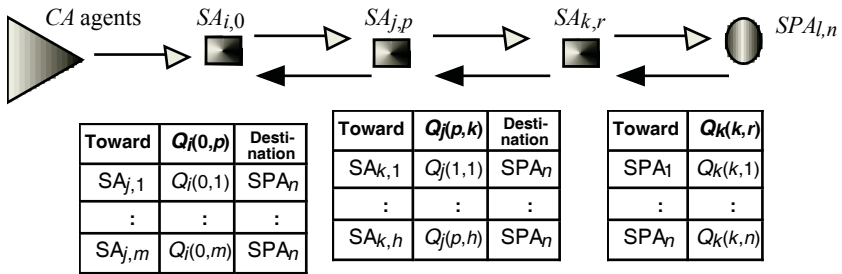 CA agents
SAi,0
SAj,p
SAk,r
SPAl,n
Toward Qi(0,p) Desti-
nation
SAj,1 Qi(0,1) SPAn
: : :
SAj,m Qi(0,m) SPAn
Toward Qj(p,k) Desti-
nation
SAk,1 Qj(1,1) SPAn
: : :
SAk,h Qj(p,h) SPAn
Toward Qk(k,r)
SPA1 Qk(k,1)
: :
SPAn Qk(k,n)